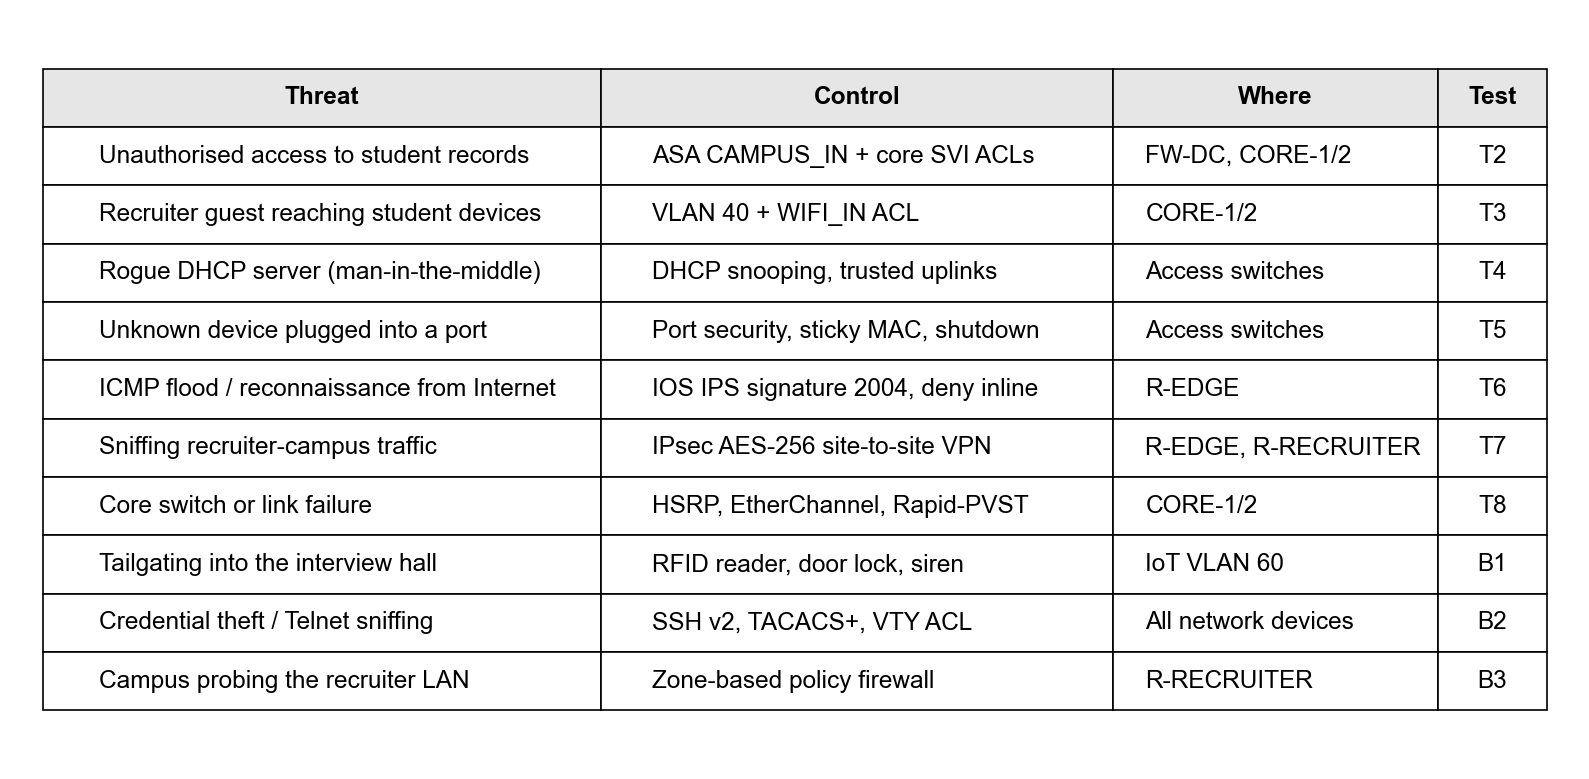 Threat Control Where Test
Unauthorised access to student records ASA CAMPUS_IN + core SVI ACLs FW-DC, CORE-1/2 T2
Recruiter guest reaching student devices VLAN 40 + WIFI_IN ACL CORE-1/2 T3
Rogue DHCP server (man-in-the-middle) DHCP snooping, trusted uplinks Access switches T4
Unknown device plugged into a port Port security, sticky MAC, shutdown Access switches T5
ICMP flood / reconnaissance from Internet IOS IPS signature 2004, deny inline R-EDGE T6
Sniffing recruiter-campus traffic IPsec AES-256 site-to-site VPN R-EDGE, R-RECRUITER T7
Core switch or link failure HSRP, EtherChannel, Rapid-PVST CORE-1/2 T8
Tailgating into the interview hall RFID reader, door lock, siren IoT VLAN 60 B1
Credential theft / Telnet sniffing SSH v2, TACACS+, VTY ACL All network devices B2
Campus probing the recruiter LAN Zone-based policy firewall R-RECRUITER B3